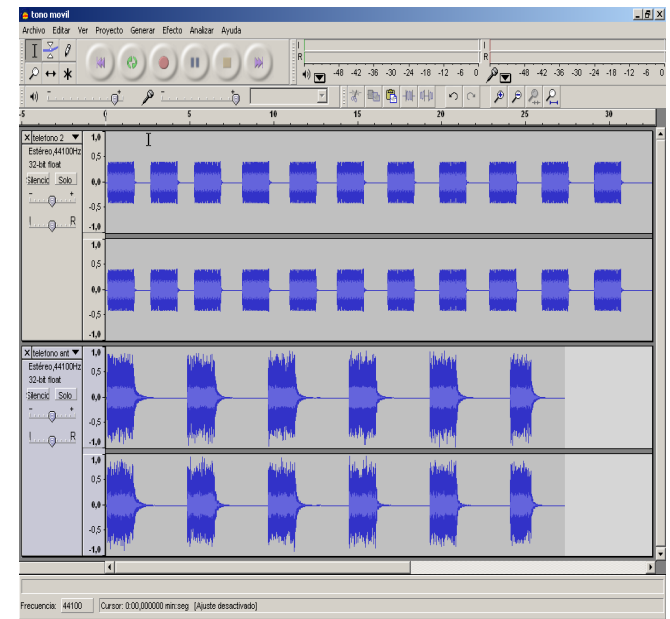 tono movil
Archivo Editar Ver Proyecto Generar Efecto Analizar Ayuda
I
R
-48 -42 -36 -30 -24 -18 -12 -6 0
I
R
-48 -42 -36 -30 -24 -18 -12 -6 0
-5 0 5 10 15 20 25 30
telefono 2
Estéreo,44100Hz
32-bit float
Silencio Solo
- +
I R
1,0
0,5
0,0
-0,5
-1,0
1,0
0,5
0,0
-0,5
-1,0
telefono ant
Estéreo,44100Hz
32-bit float
Silencio Solo
- +
I R
1,0
0,5
0,0
-0,5
-1,0
1,0
0,5
0,0
-0,5
-1,0
Frecuencia: 44100 Cursor: 0:00,000000 min:seg [Ajuste desactivado]